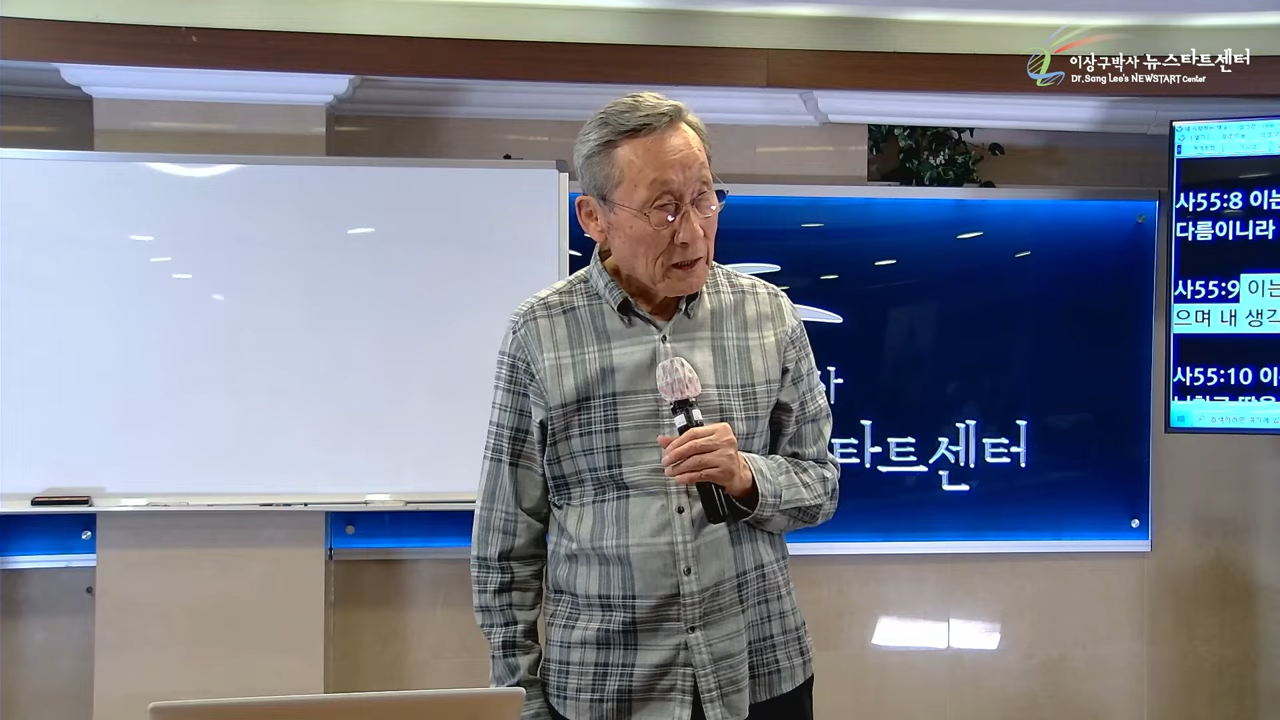 이상구박사 뉴스타트센터
Dr. Sang Lee's NEWSTART Center
사55:8 이는
다름이니라
사55:9 이는
으며 내 생각
사55:10 이
타트센터